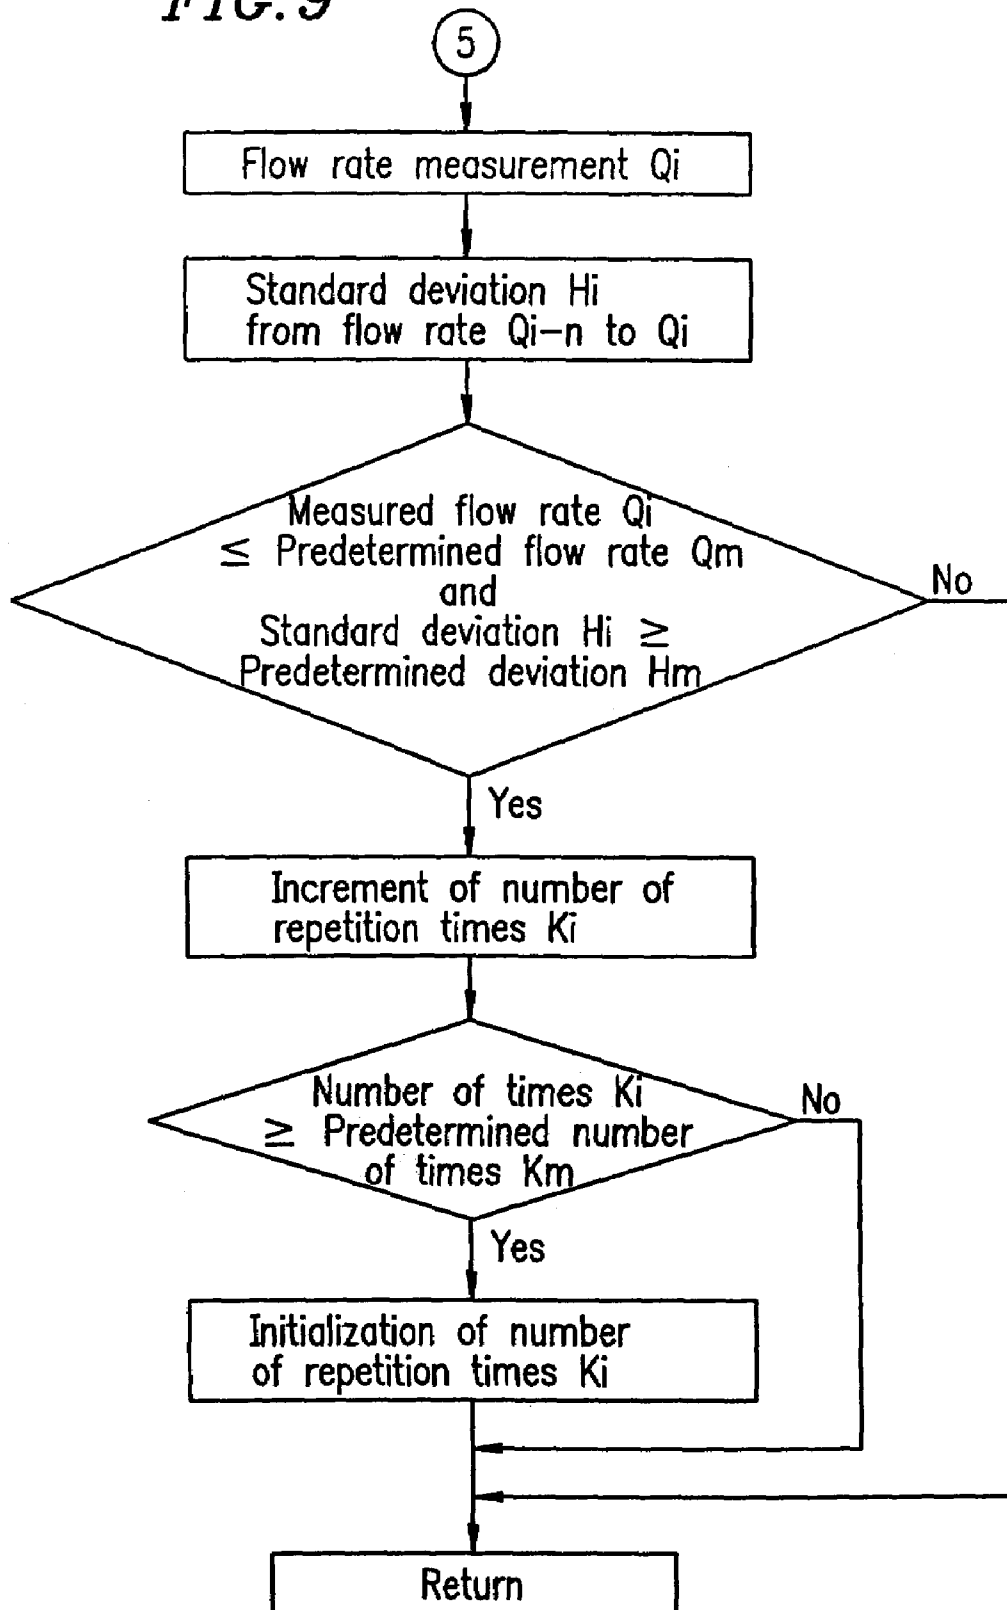 FIG. 9
5
Flow rate measurement Qi
Standard deviation Hi
from flow rate Qi-n to Qi
Measured flow rate Qi
≤ Predetermined flow rate Qm
and
Standard deviation Hi ≥
Predetermined deviation Hm
No
Yes
Increment of number of
repetition times Ki
Number of times Ki
≥ Predetermined number
of times Km
No
Yes
Initialization of number
of repetition times Ki
Return